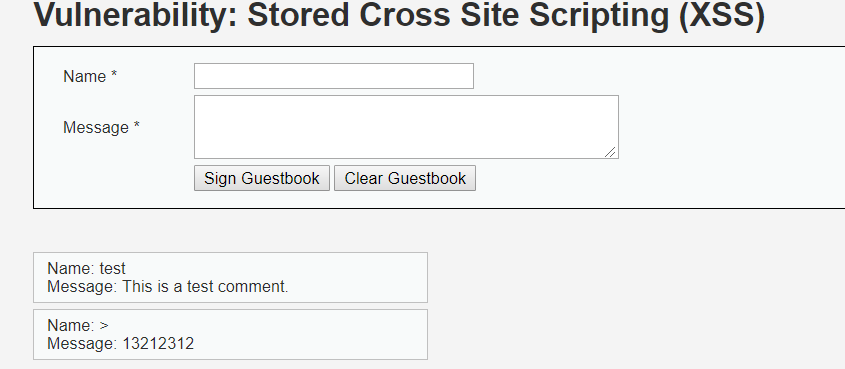 Vulnerability: Stored Cross Site Scripting (XSS)
Name *
Message *
Sign Guestbook Clear Guestbook
Name: test
Message: This is a test comment.
Name: >
Message: 13212312